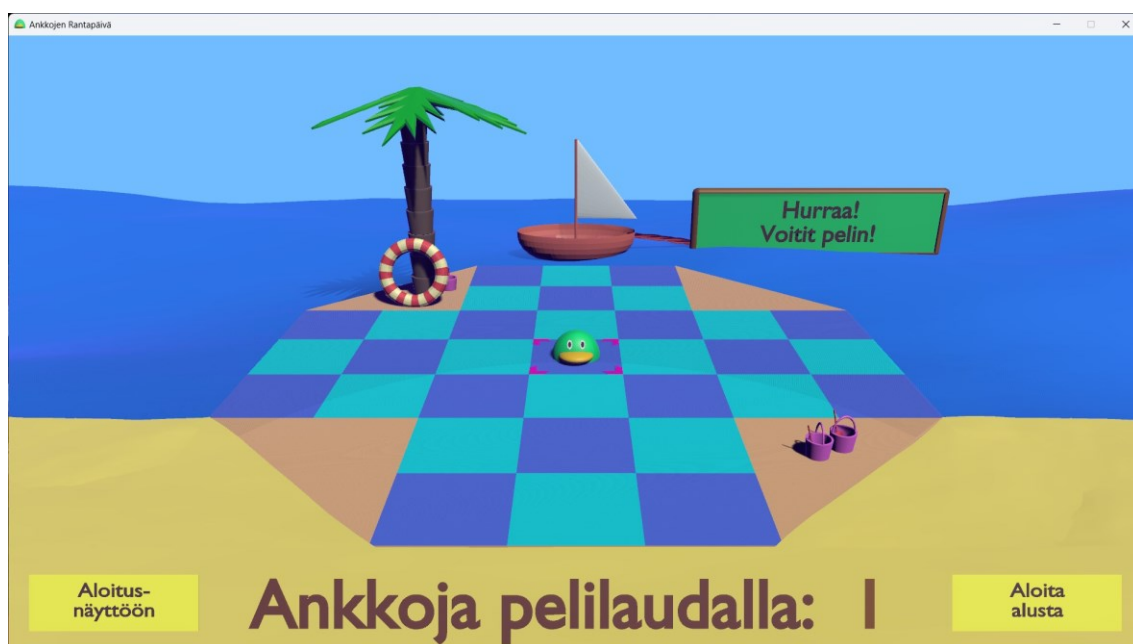 Ankkojen Rantapäivä
Hurraa!
Voitit pelin!
Aloitus-
näyttöön
Ankkoja pelilaudalla: 1
Aloita
alusta